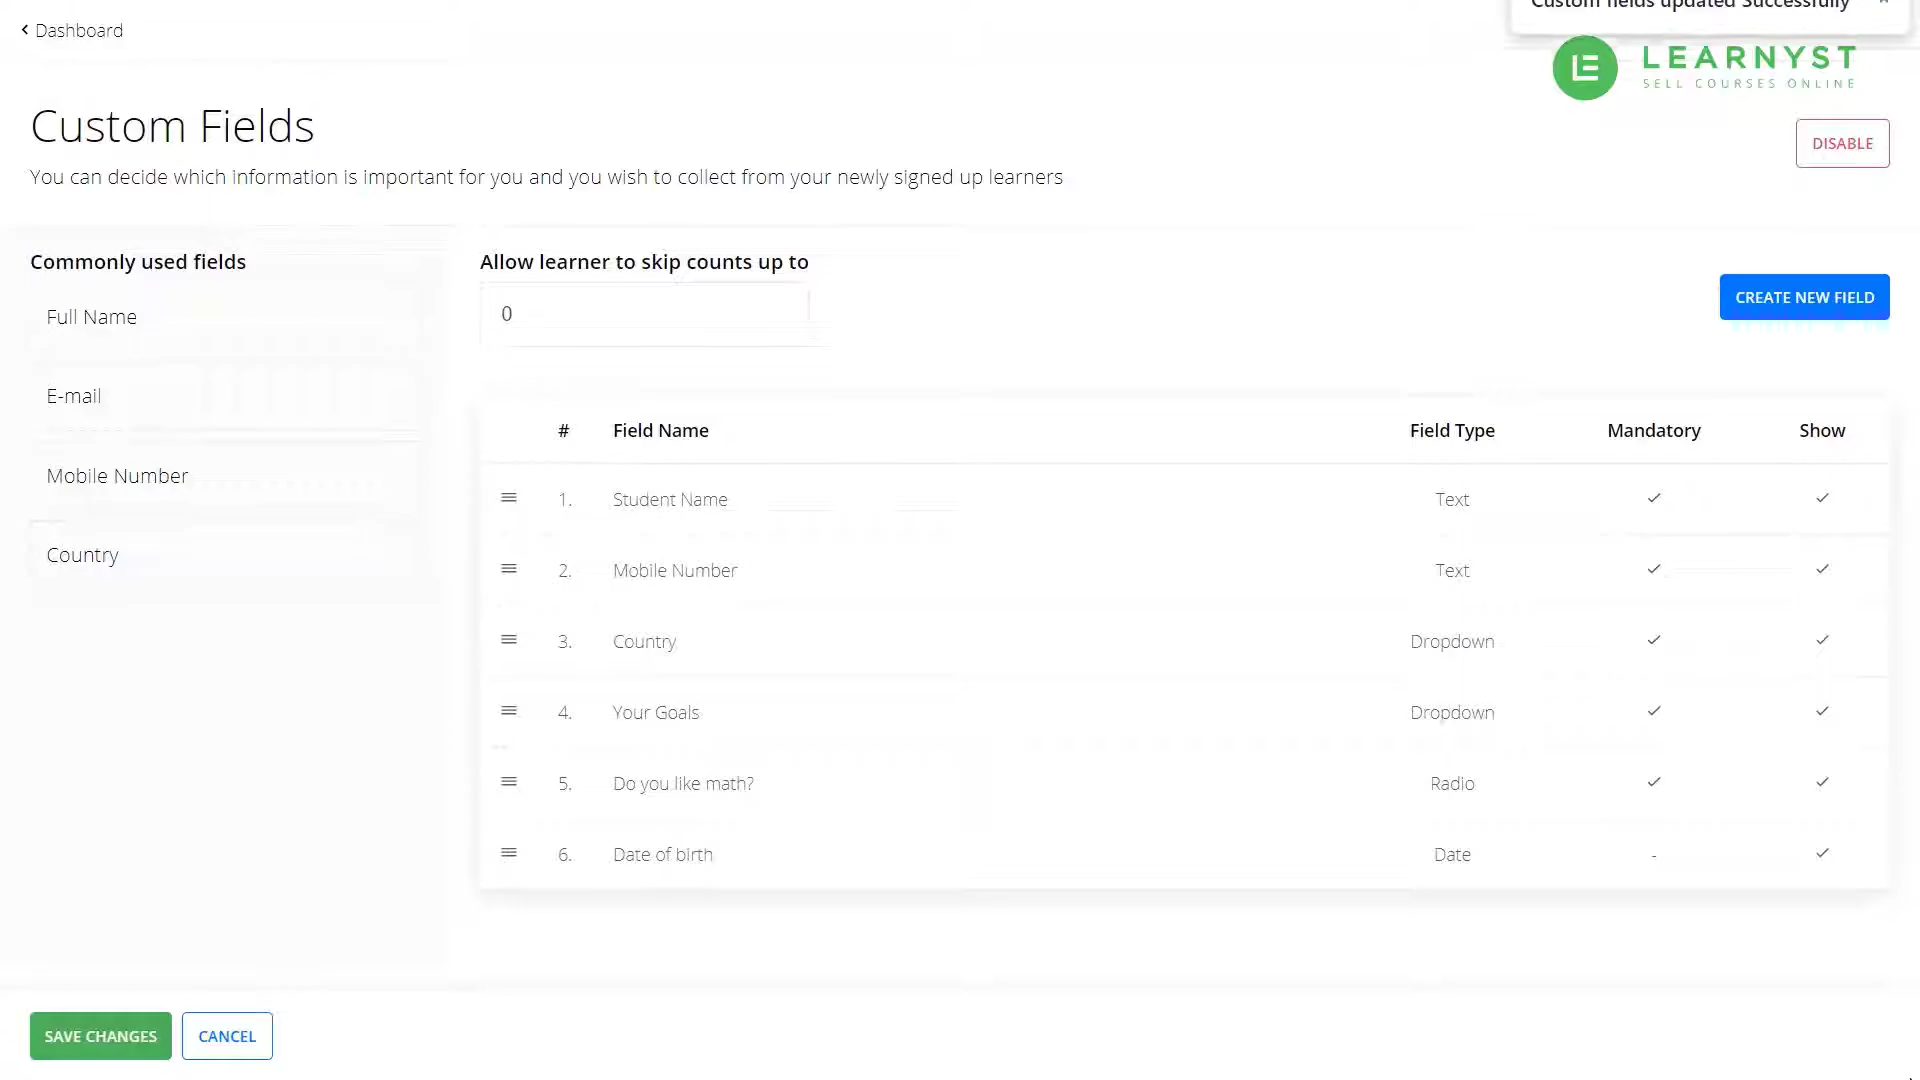 Dashboard
Custom fields updated Successfully
LEARNYST
SELL COURSES ONLINE
Custom Fields
DISABLE
You can decide which information is important for you and you wish to collect from your newly signed up learners
Commonly used fields
Full Name
E-mail
Mobile Number
Country
Allow learner to skip counts up to
0
CREATE NEW FIELD
# Field Name Field Type Mandatory Show
1. Student Name Text
2. Mobile Number Text
3. Country Dropdown
4. Your Goals Dropdown
5. Do you like math? Radio
6. Date of birth Date -
SAVE CHANGES CANCEL